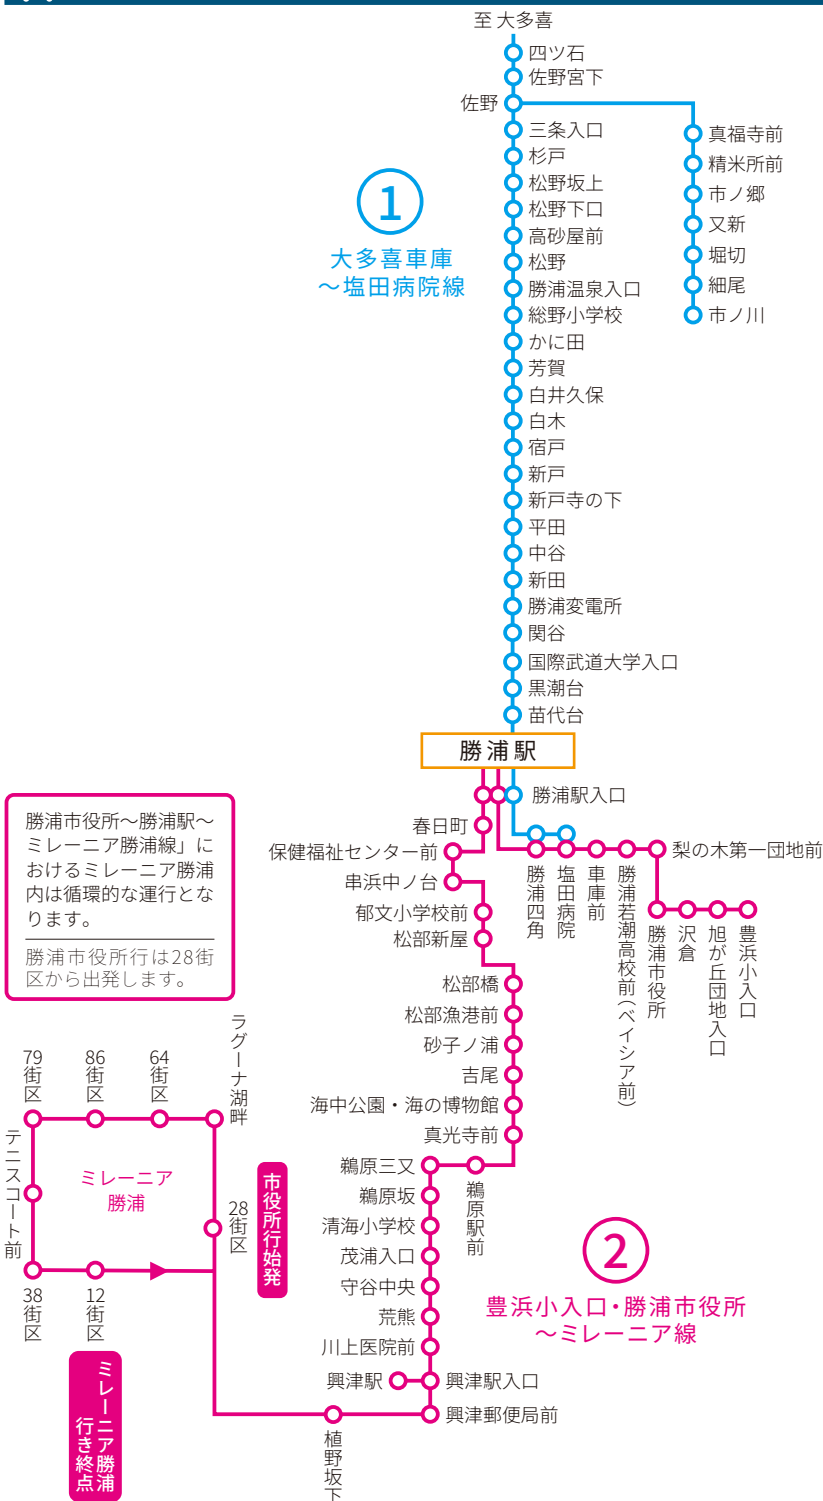 至 大多喜
四ツ石
佐野宮下
佐野
三条入口
杉戸
松野坂上
松野下口
高砂屋前
松野
勝浦温泉入口
総野小学校
かに田
芳賀
白井久保
白木
宿戸
新戸
新戸寺の下
平田
中谷
新田
勝浦変電所
関谷
国際武道大学入口
黒潮台
苗代台
真福寺前
精米所前
市ノ郷
又新
堀切
細尾
市ノ川
1
大多喜車庫
～塩田病院線
勝浦駅
勝浦駅入口
勝浦四角
塩田病院
車庫前
勝浦若潮高校前(ベイシア前)
梨の木第一団地前
勝浦市役所
沢倉
旭が丘団地入口
豊浜小入口
春日町
保健福祉センター前
串浜中ノ台
郁文小学校前
松部新屋
松部橋
松部漁港前
砂子ノ浦
吉尾
海中公園・海の博物館
真光寺前
鵜原駅前
鵜原三又
鵜原坂
清海小学校
茂浦入口
守谷中央
荒熊
川上医院前
興津駅
興津駅入口
興津郵便局前
植野坂下
2
豊浜小入口・勝浦市役所
～ミレーニア線
勝浦市役所～勝浦駅～
ミレーニア勝浦線」に
おけるミレーニア勝浦
内は循環的な運行とな
ります。
勝浦市役所行は28街
区から出発します。
ラグーナ湖畔
64
街区
86
街区
79
街区
テニスコート前
38
街区
12
街区
28
街区
ミレーニア
勝浦
市役所行始発
ミレーニア勝浦
行き終点